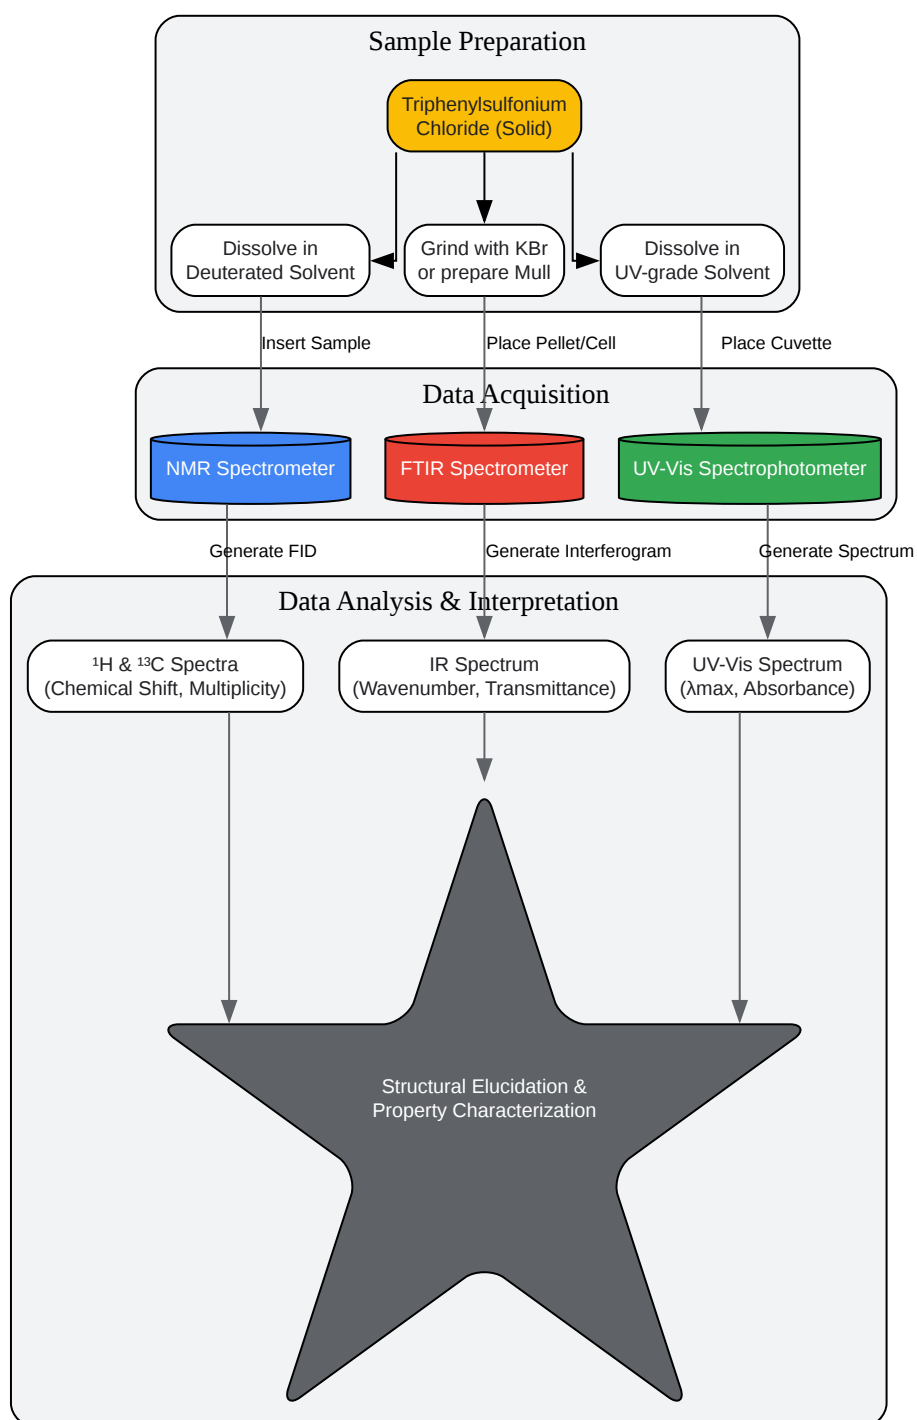 Sample Preparation
Triphenylsulfonium
Chloride (Solid)
Dissolve in
Deuterated Solvent
Grind with KBr
or prepare Mull
Dissolve in
UV-grade Solvent
Insert Sample
Place Pellet/Cell
Place Cuvette
Data Acquisition
NMR Spectrometer
FTIR Spectrometer
UV-Vis Spectrophotometer
Generate FID
Generate Interferogram
Generate Spectrum
Data Analysis & Interpretation
¹H & ¹³C Spectra
(Chemical Shift, Multiplicity)
IR Spectrum
(Wavenumber, Transmittance)
UV-Vis Spectrum
(λmax, Absorbance)
Structural Elucidation &
Property Characterization